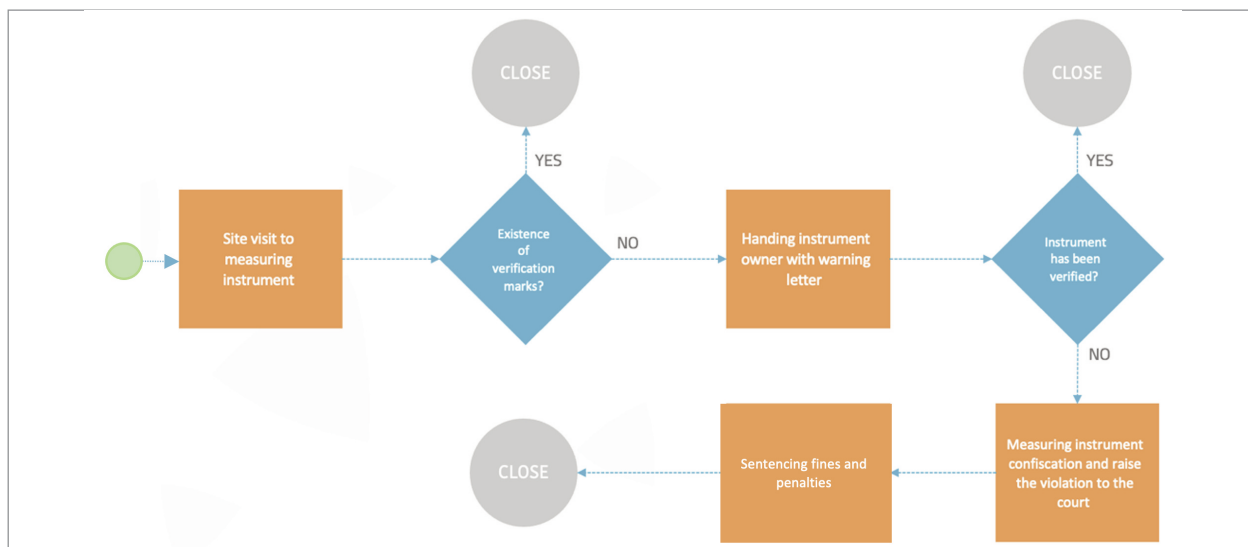 CLOSE
CLOSE
YES
YES
Site visit to
measuring
instrument
Existence
of
verification
marks?
NO
Handing instrument
owner with warning
letter
Instrument
has been
verified?
NO
CLOSE
Sentencing fines and
penalties
Measuring instrument
confiscation and raise
the violation to the
court